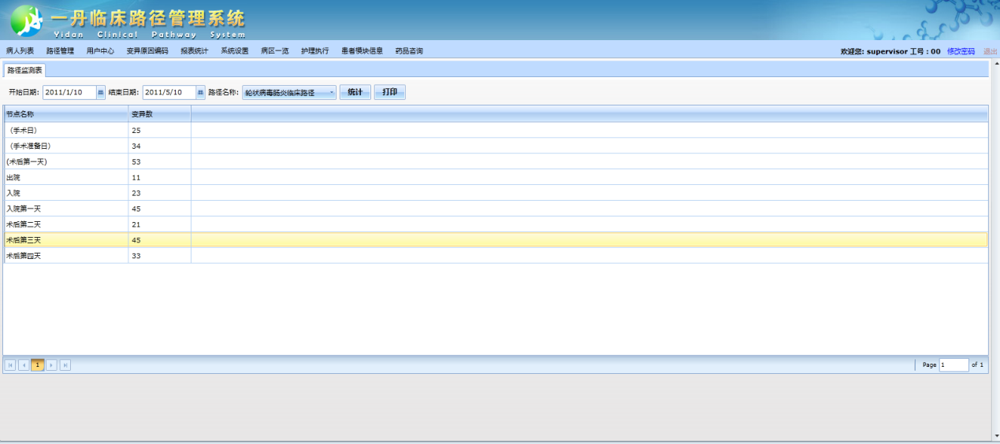 一丹临床路径管理系统
Yidan Clinical Pathway System
病人列表 路径管理 用户中心 变异原因编码 报表统计 系统设置 病区一览 护理执行 患者模块信息 药品咨询 欢迎您: supervisor 工号：00 修改密码 退出
路径监测表
开始日期: 2011/1/10 结束日期: 2011/5/10 路径名称: 轮状病毒肠炎临床路径 统计 打印
节点名称 变异数
（手术日） 25
（手术准备日） 34
(术后第一天) 53
出院 11
入院 23
入院第一天 45
术后第二天 21
术后第三天 45
术后第四天 33
1 Page 1 of 1